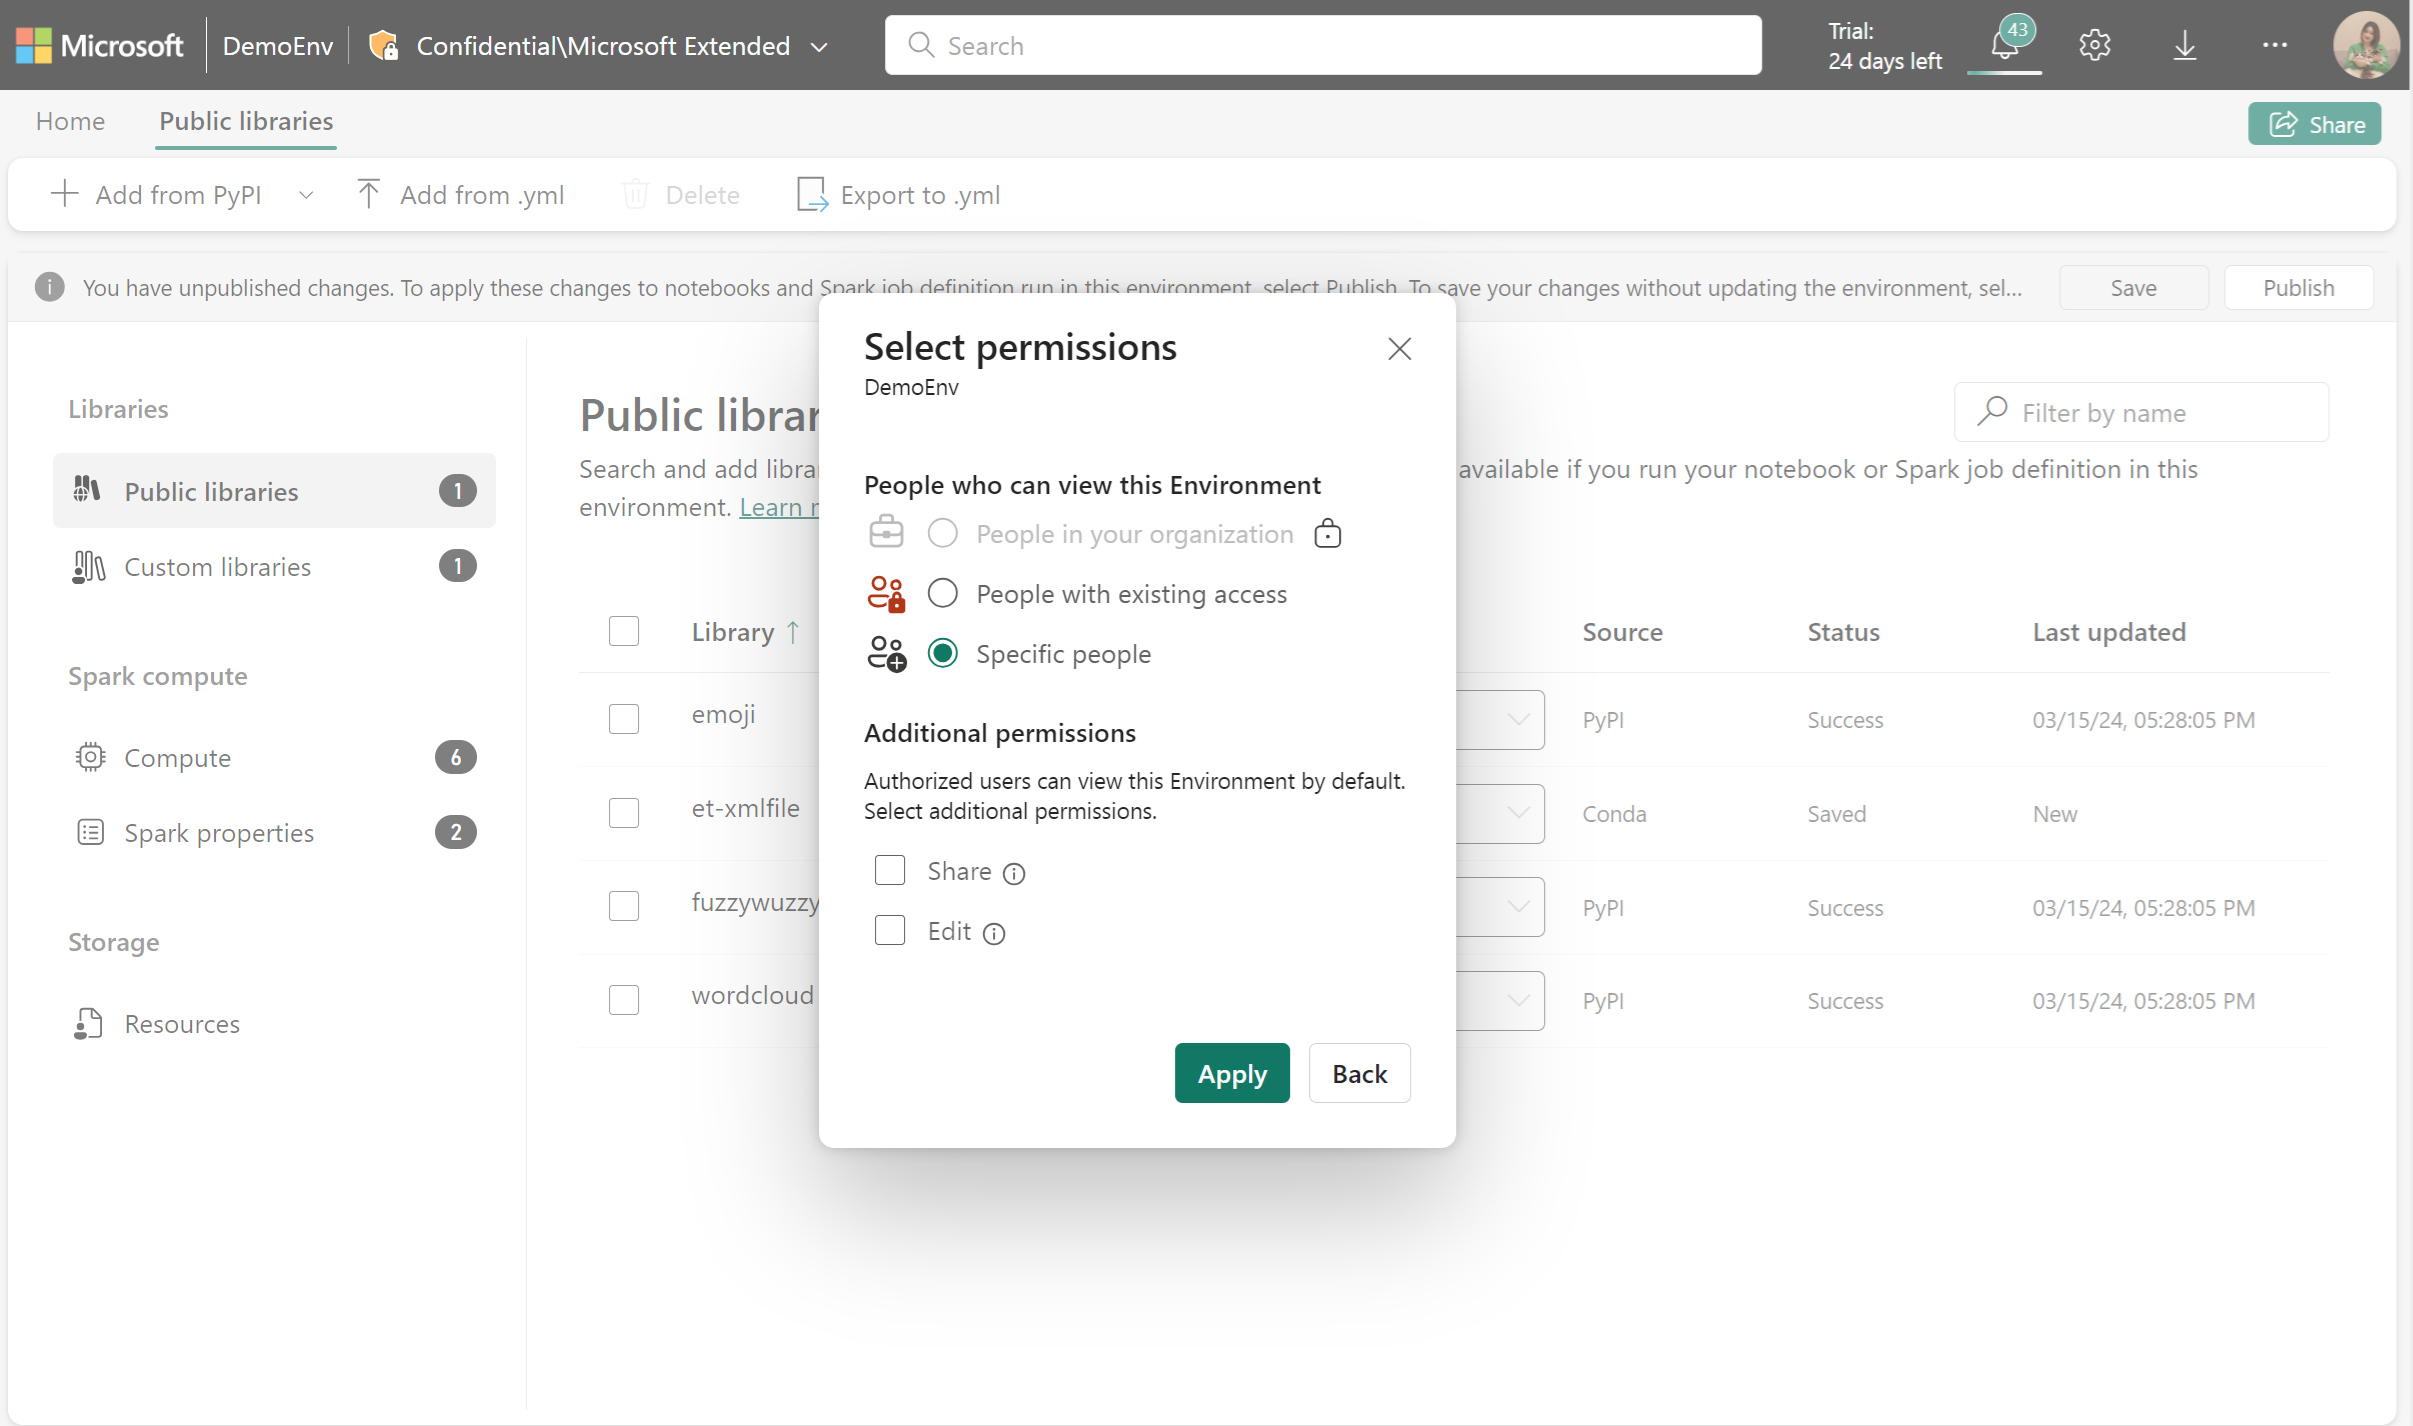 Microsoft DemoEnv Confidential\Microsoft Extended Search Trial: 24 days left 43
Home Public libraries Share
Add from PyPI Add from .yml Delete Export to .yml
You have unpublished changes. To apply these changes to notebooks and Spark job definition run in this environment, select Publish. To save your changes without updating the environment, sel... Save Publish
Libraries
Public libraries 1
Custom libraries 1
Spark compute
Compute 6
Spark properties 2
Storage
Resources
Public librar
Filter by name
Search and add libra available if you run your notebook or Spark job definition in this
environment. Learn
Library Source Status Last updated
emoji PyPI Success 03/15/24, 05:28:05 PM
et-xmlfile Conda Saved New
fuzzywuzzy PyPI Success 03/15/24, 05:28:05 PM
wordcloud PyPI Success 03/15/24, 05:28:05 PM
Select permissions
DemoEnv
People who can view this Environment
People in your organization
People with existing access
Specific people
Additional permissions
Authorized users can view this Environment by default.
Select additional permissions.
Share
Edit
Apply Back